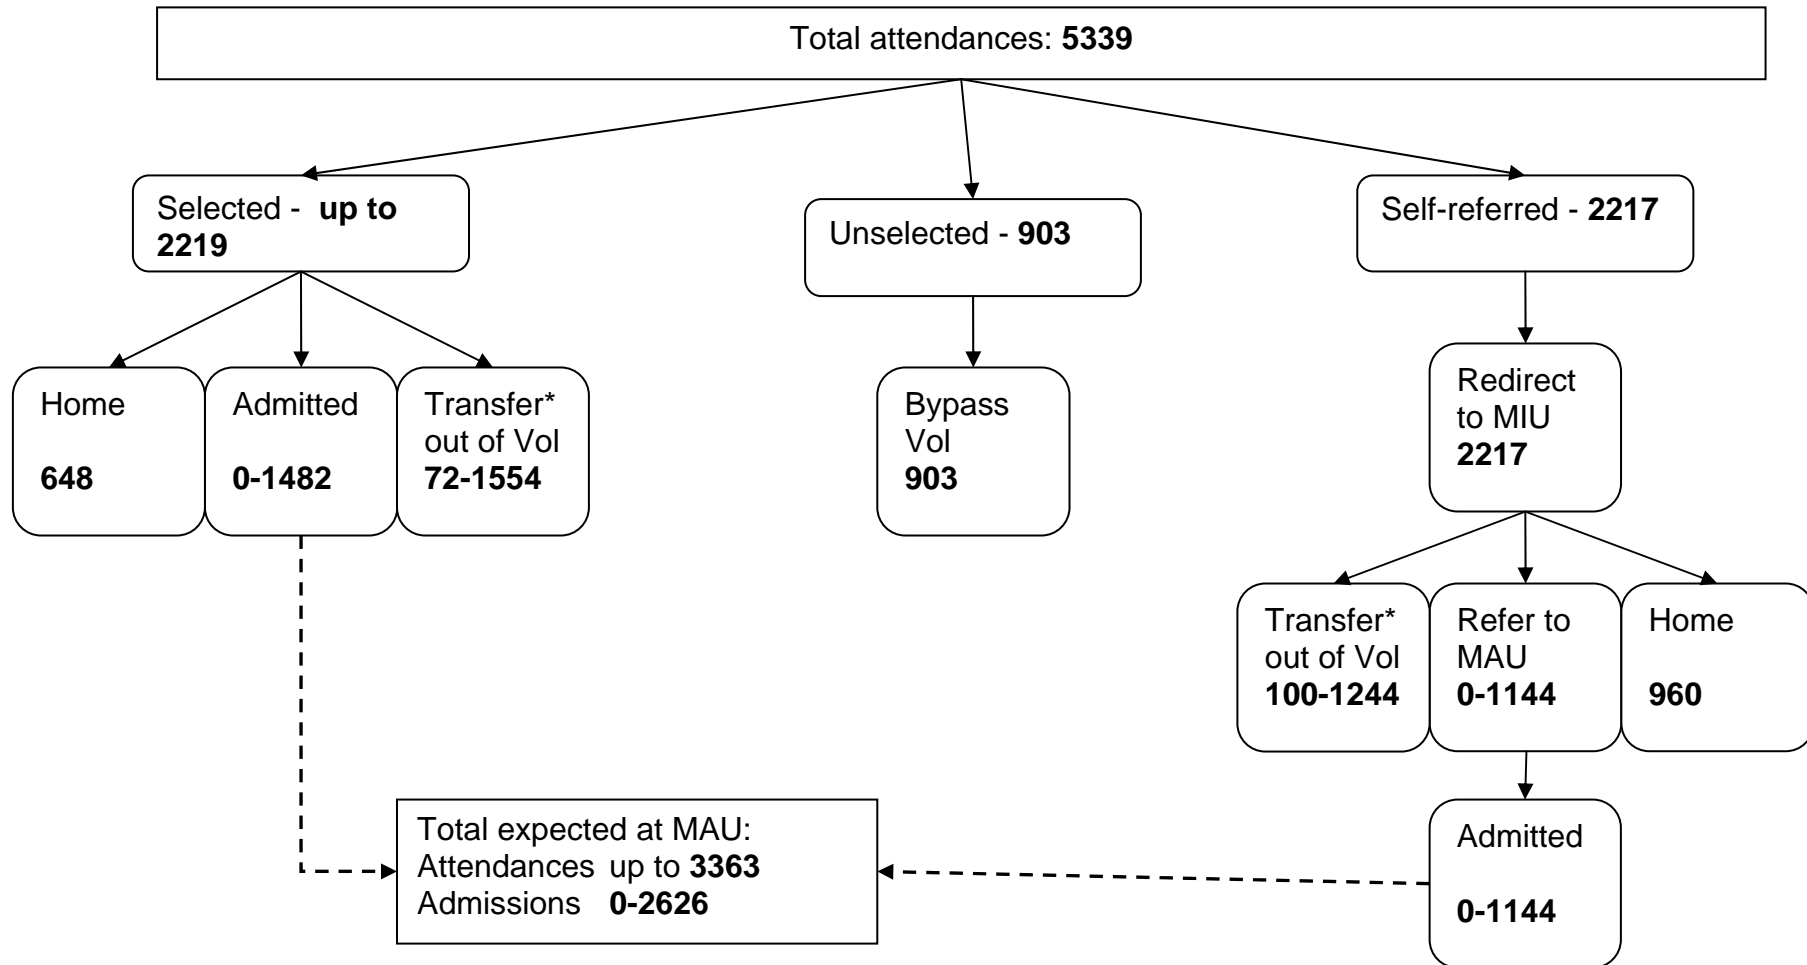 Total attendances: 5339
Selected - up to
2219
Unselected - 903
Self-referred - 2217
Home
648
Admitted
0-1482
Transfer*
out of Vol
72-1554
Bypass
Vol
903
Redirect
to MIU
2217
Transfer*
out of Vol
100-1244
Refer to
MAU
0-1144
Home
960
Total expected at MAU:
Attendances up to 3363
Admissions 0-2626
Admitted
0-1144